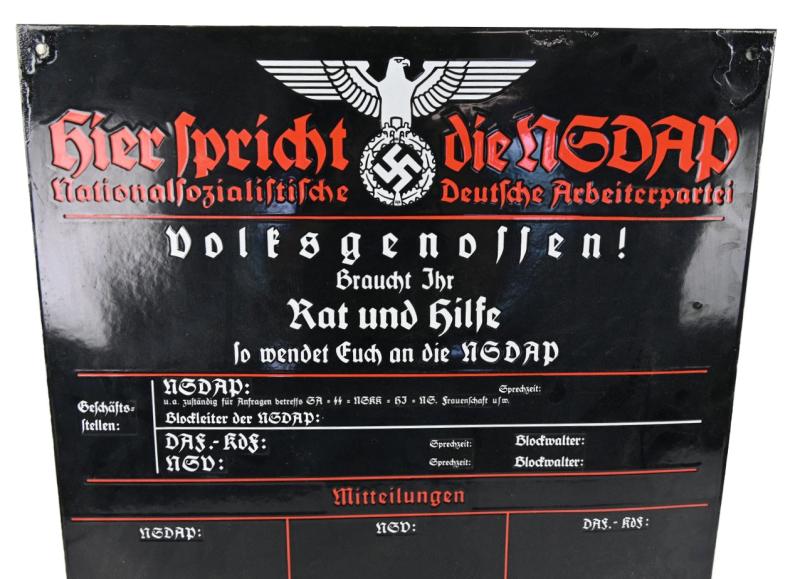 Hier spricht die NSDAP
Nationalsozialistische Deutsche Arbeiterpartei
Volksgenossen!
Braucht Ihr
Rat und Hilfe
so wendet Euch an die NSDAP
Geschäfts=
stellen:
NSDAP: Sprechzeit:
u.a. zuständig für Anfragen betreffs SA = SS = NSKK = HJ = NS. Frauenschaft usw.
Blockleiter der NSDAP:
DAF.-KdF: Sprechzeit: Blockwalter:
NSV: Sprechzeit: Blockwalter:
Mitteilungen
NSDAP: NSV: DAF.-KdF: